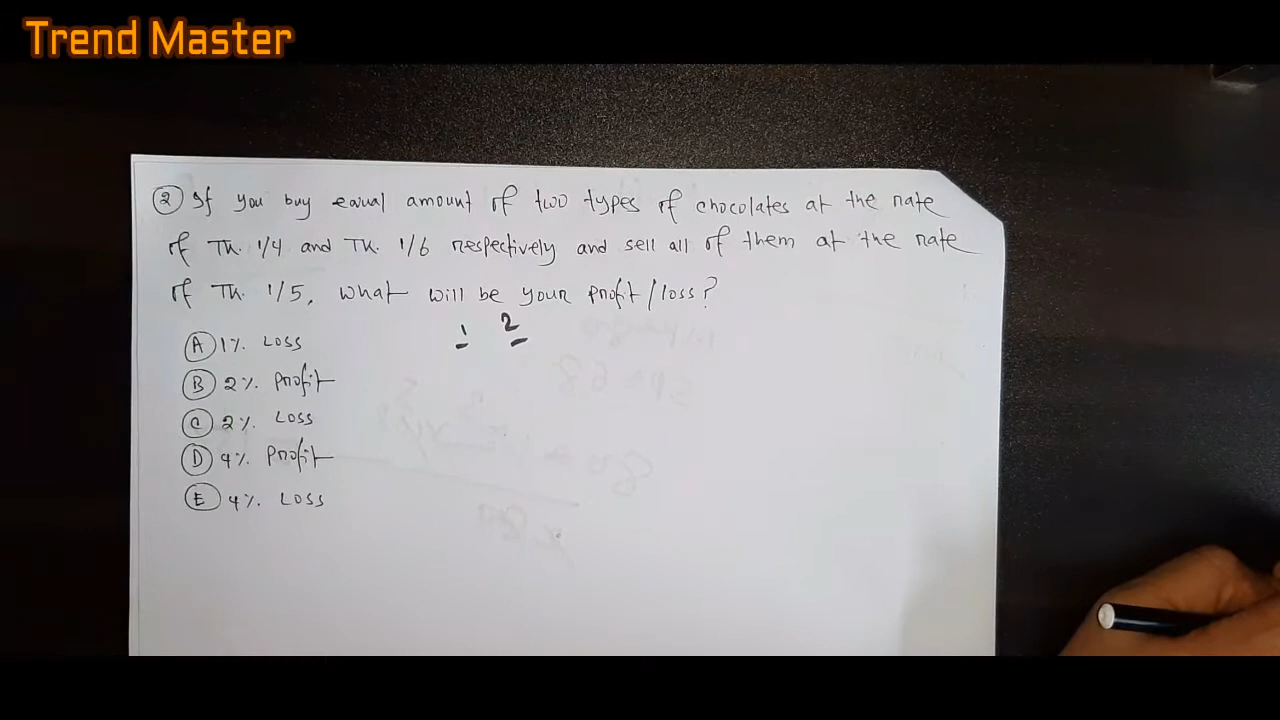 Trend Master
② If you buy equal amount of two types of chocolates at the rate
of Tk. 1/4 and Tk. 1/6 respectively and sell all of them at the rate
of Tk. 1/5, what will be your profit/loss?
1 2
Ⓐ 1% Loss
Ⓑ 2% Profit
Ⓒ 2% Loss
Ⓓ 4% Profit
Ⓔ 4% Loss